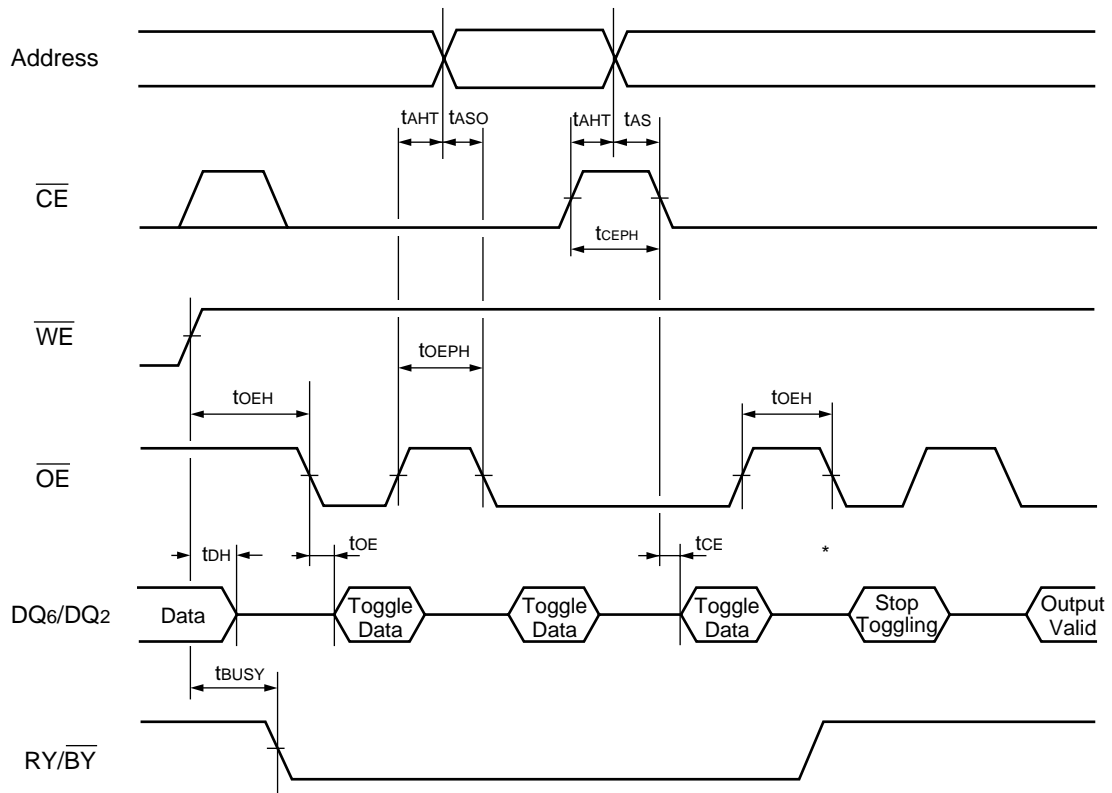 Address
tAHT tASO tAHT tAS
CE
tCEPH
WE
tOEPH
tOEH tOEH
OE
tDH tOE tCE *
DQ6/DQ2 Data Toggle Data Toggle Data Toggle Data Stop Toggling Output Valid
tBUSY
RY/BY